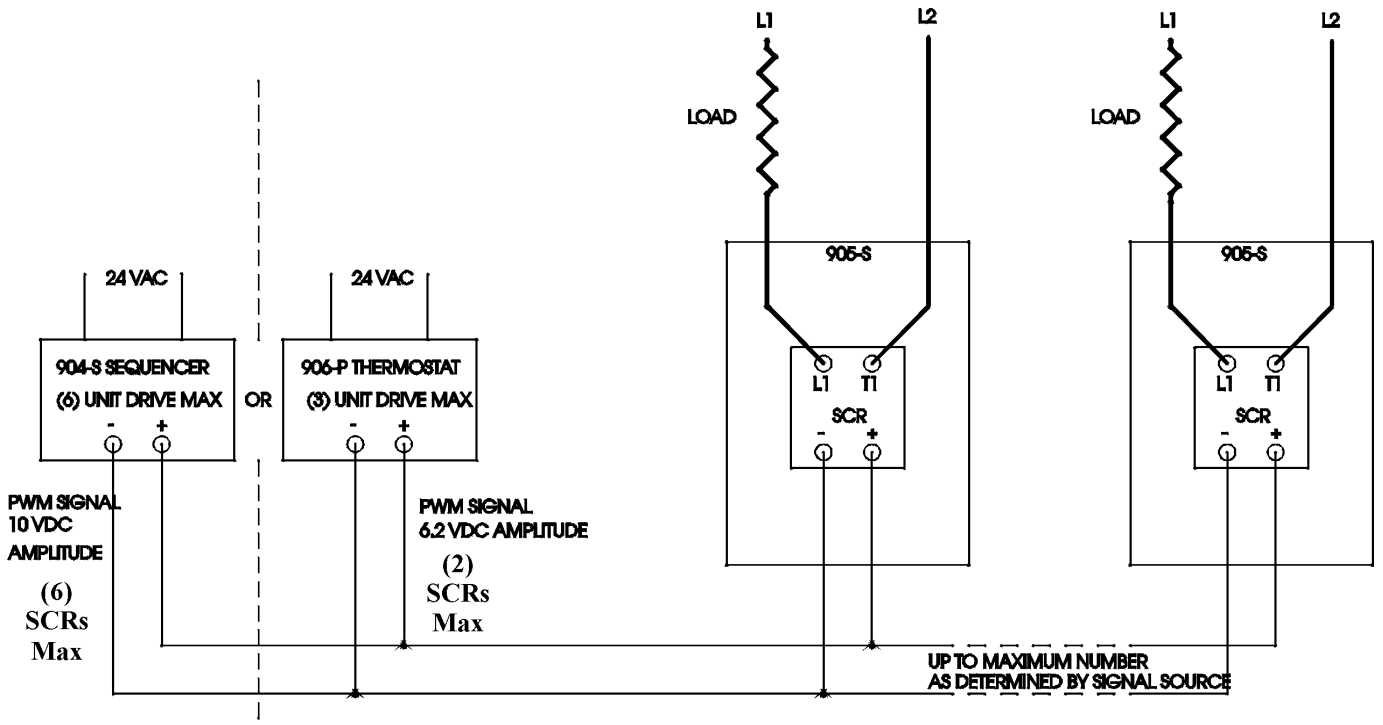 L1
L2
L1
L2
LOAD
LOAD
905-S
905-S
24 VAC
24 VAC
904-S SEQUENCER
(6) UNIT DRIVE MAX
- +
OR
906-P THERMOSTAT
(3) UNIT DRIVE MAX
- +
L1 T1
SCR
- +
L1 T1
SCR
- +
PWM SIGNAL
10 VDC
AMPLITUDE
(6)
SCRs
Max
PWM SIGNAL
6.2 VDC AMPLITUDE
(2)
SCRs
Max
UP TO MAXIMUM NUMBER
AS DETERMINED BY SIGNAL SOURCE